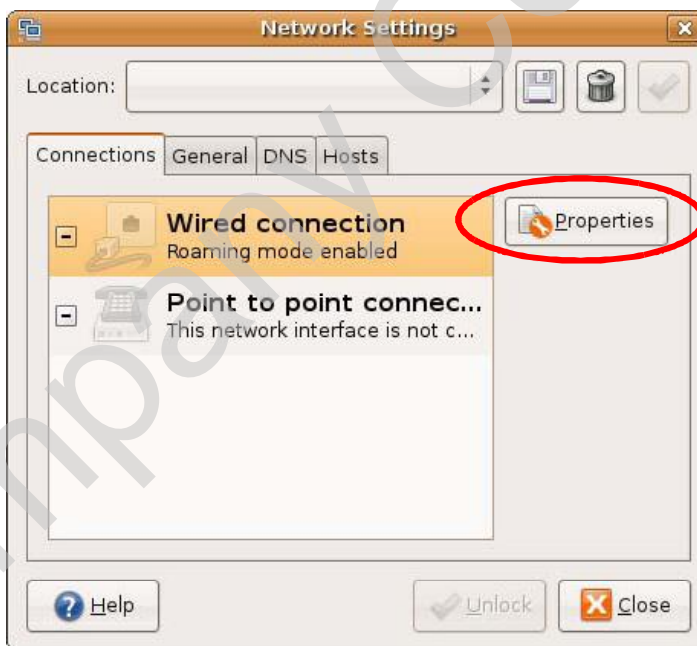 Network Settings
Location:
Connections General DNS Hosts
Wired connection
Roaming mode enabled
Properties
Point to point connec...
This network interface is not c...
Help
Unlock
Close